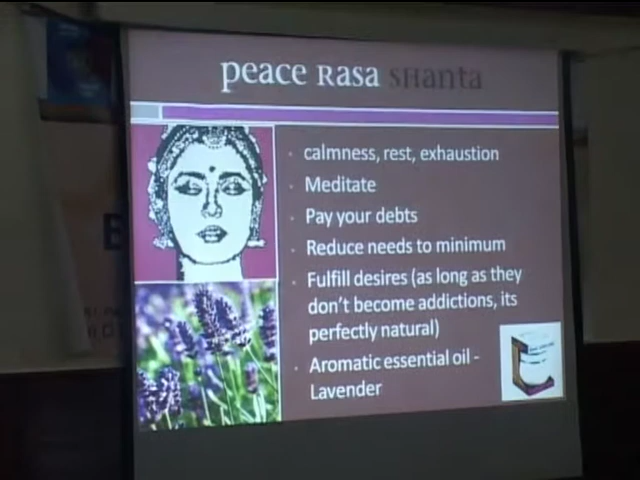 peace Rasa shanta
calmness, rest, exhaustion
Meditate
Pay your debts
Reduce needs to minimum
Fulfill desires (as long as they
don't become addictions, its
perfectly natural)
Aromatic essential oil -
Lavender